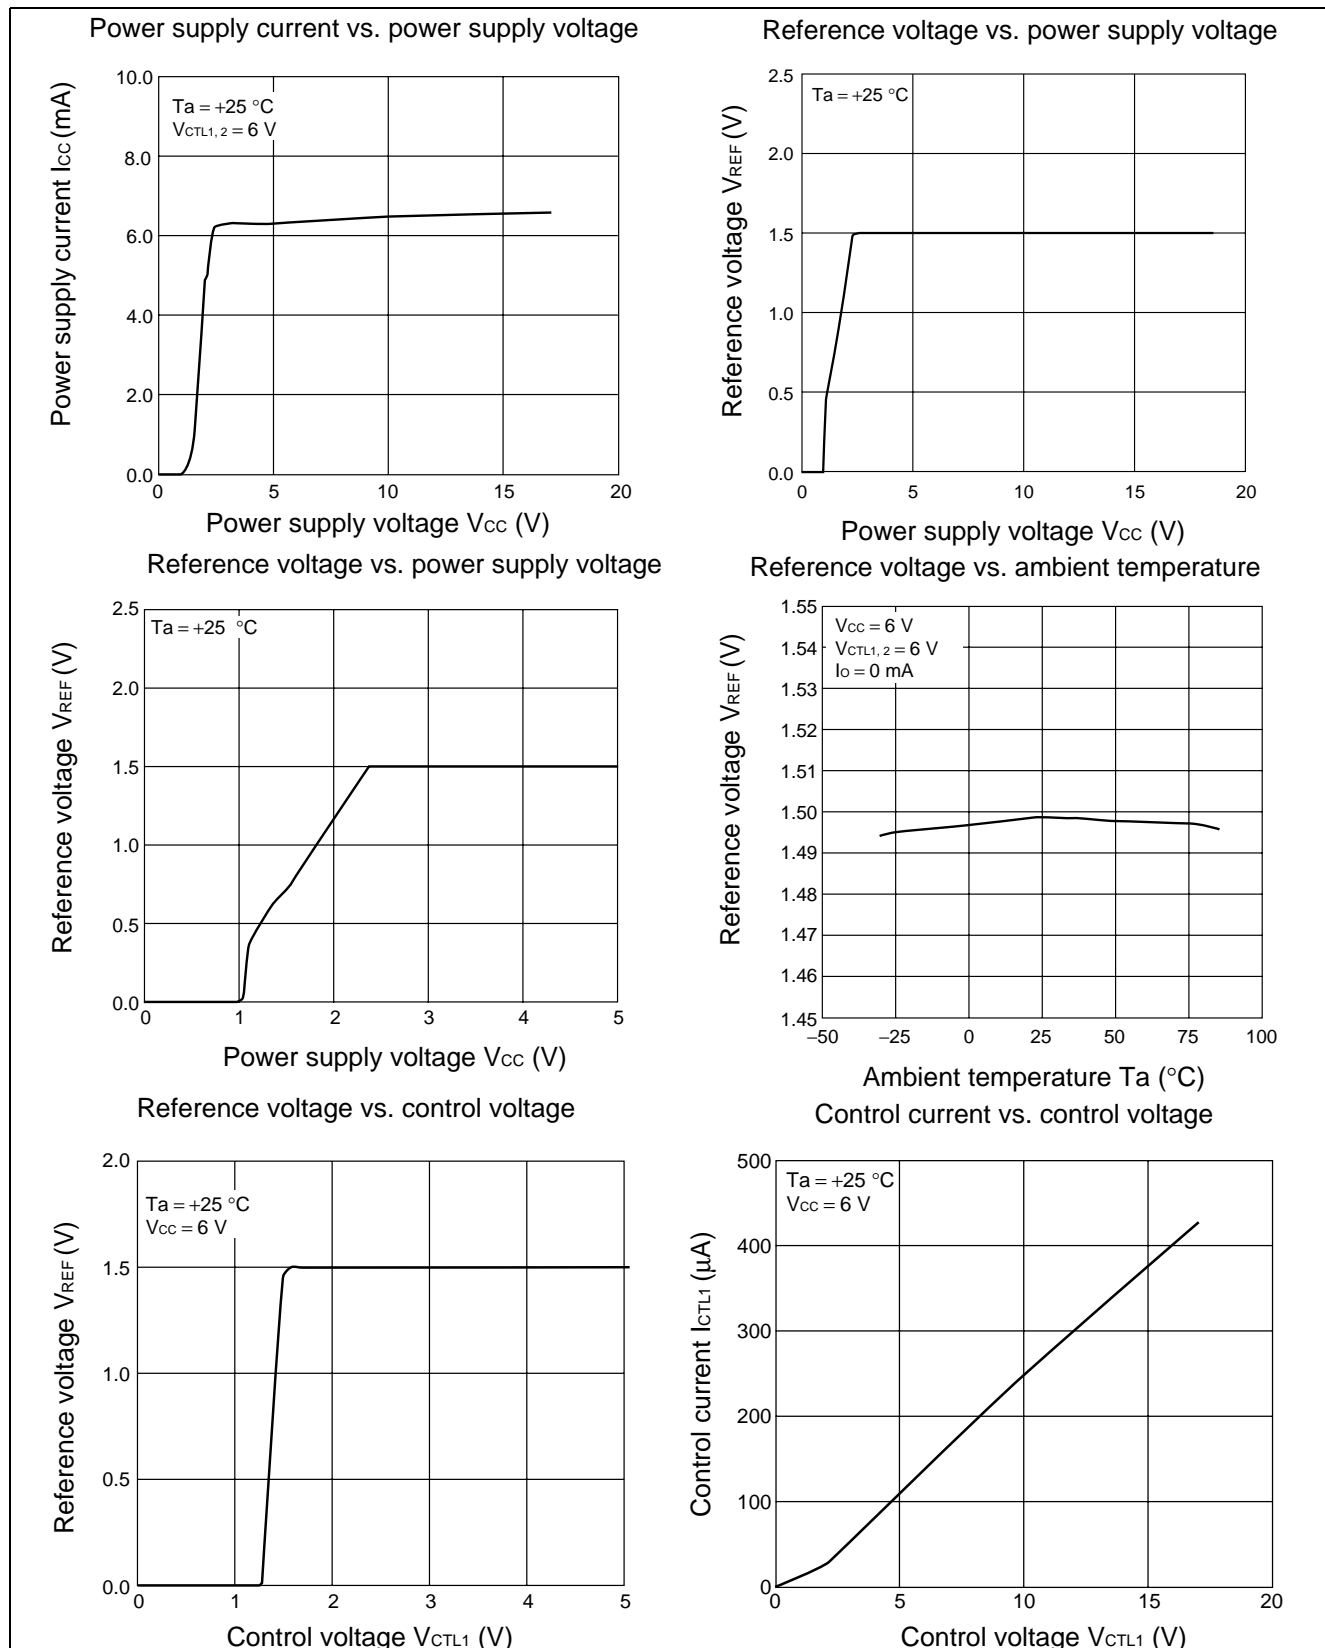 Power supply current vs. power supply voltage
Power supply current ICC (mA)
10.0
8.0
6.0
4.0
2.0
0.0
Ta = +25 °C
VCTL1, 2 = 6 V
0 5 10 15 20
Power supply voltage VCC (V)
Reference voltage vs. power supply voltage
Reference voltage VREF (V)
2.5
2.0
1.5
1.0
0.5
0.0
Ta = +25 °C
0 5 10 15 20
Power supply voltage VCC (V)
Reference voltage vs. power supply voltage
Reference voltage VREF (V)
2.5
2.0
1.5
1.0
0.5
0.0
Ta = +25 °C
0 1 2 3 4 5
Power supply voltage VCC (V)
Reference voltage vs. ambient temperature
Reference voltage VREF (V)
1.55
1.54
1.53
1.52
1.51
1.50
1.49
1.48
1.47
1.46
1.45
VCC = 6 V
VCTL1, 2 = 6 V
IO = 0 mA
−50 −25 0 25 50 75 100
Ambient temperature Ta (°C)
Reference voltage vs. control voltage
Reference voltage VREF (V)
2.0
1.5
1.0
0.5
0.0
Ta = +25 °C
VCC = 6 V
0 1 2 3 4 5
Control voltage VCTL1 (V)
Control current vs. control voltage
Control current ICTL1 (µA)
500
400
300
200
100
0
Ta = +25 °C
VCC = 6 V
0 5 10 15 20
Control voltage VCTL1 (V)